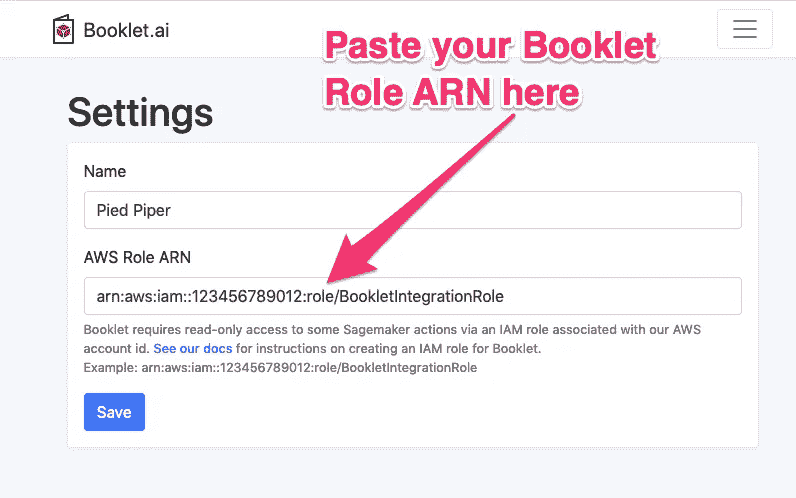 Booklet.ai
Paste your Booklet
Role ARN here
Settings
Name
Pied Piper
AWS Role ARN
arn:aws:iam::123456789012:role/BookletIntegrationRole
Booklet requires read-only access to some Sagemaker actions via an IAM role associated with our AWS
account id. See our docs for instructions on creating an IAM role for Booklet.
Example: arn:aws:iam::123456789012:role/BookletIntegrationRole
Save